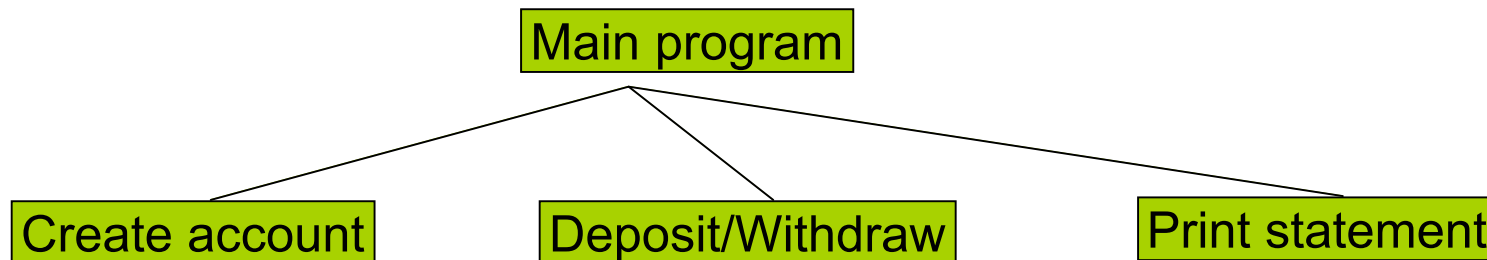 Main program
Create account
Deposit/Withdraw
Print statement